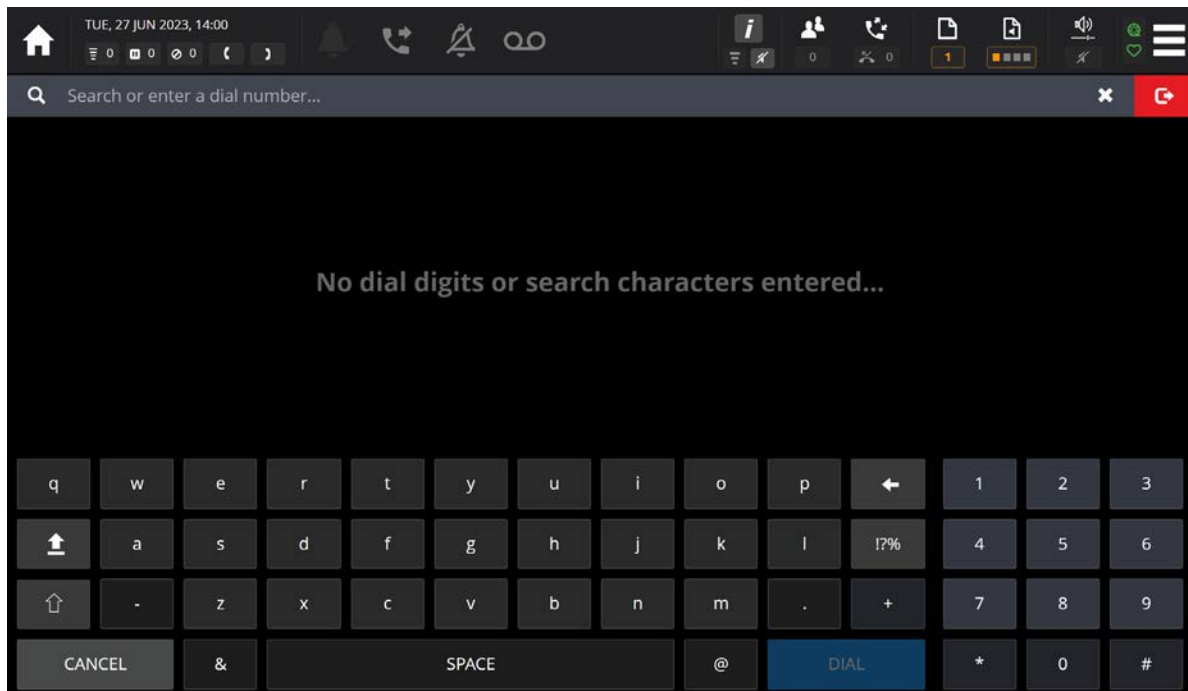 TUE, 27 JUN 2023, 14:00
0 0 0
i
0 0 1
Search or enter a dial number...
No dial digits or search characters entered...
q w e r t y u i o p 1 2 3
a s d f g h j k l !?% 4 5 6
- z x c v b n m . + 7 8 9
CANCEL & SPACE @ DIAL * 0 #